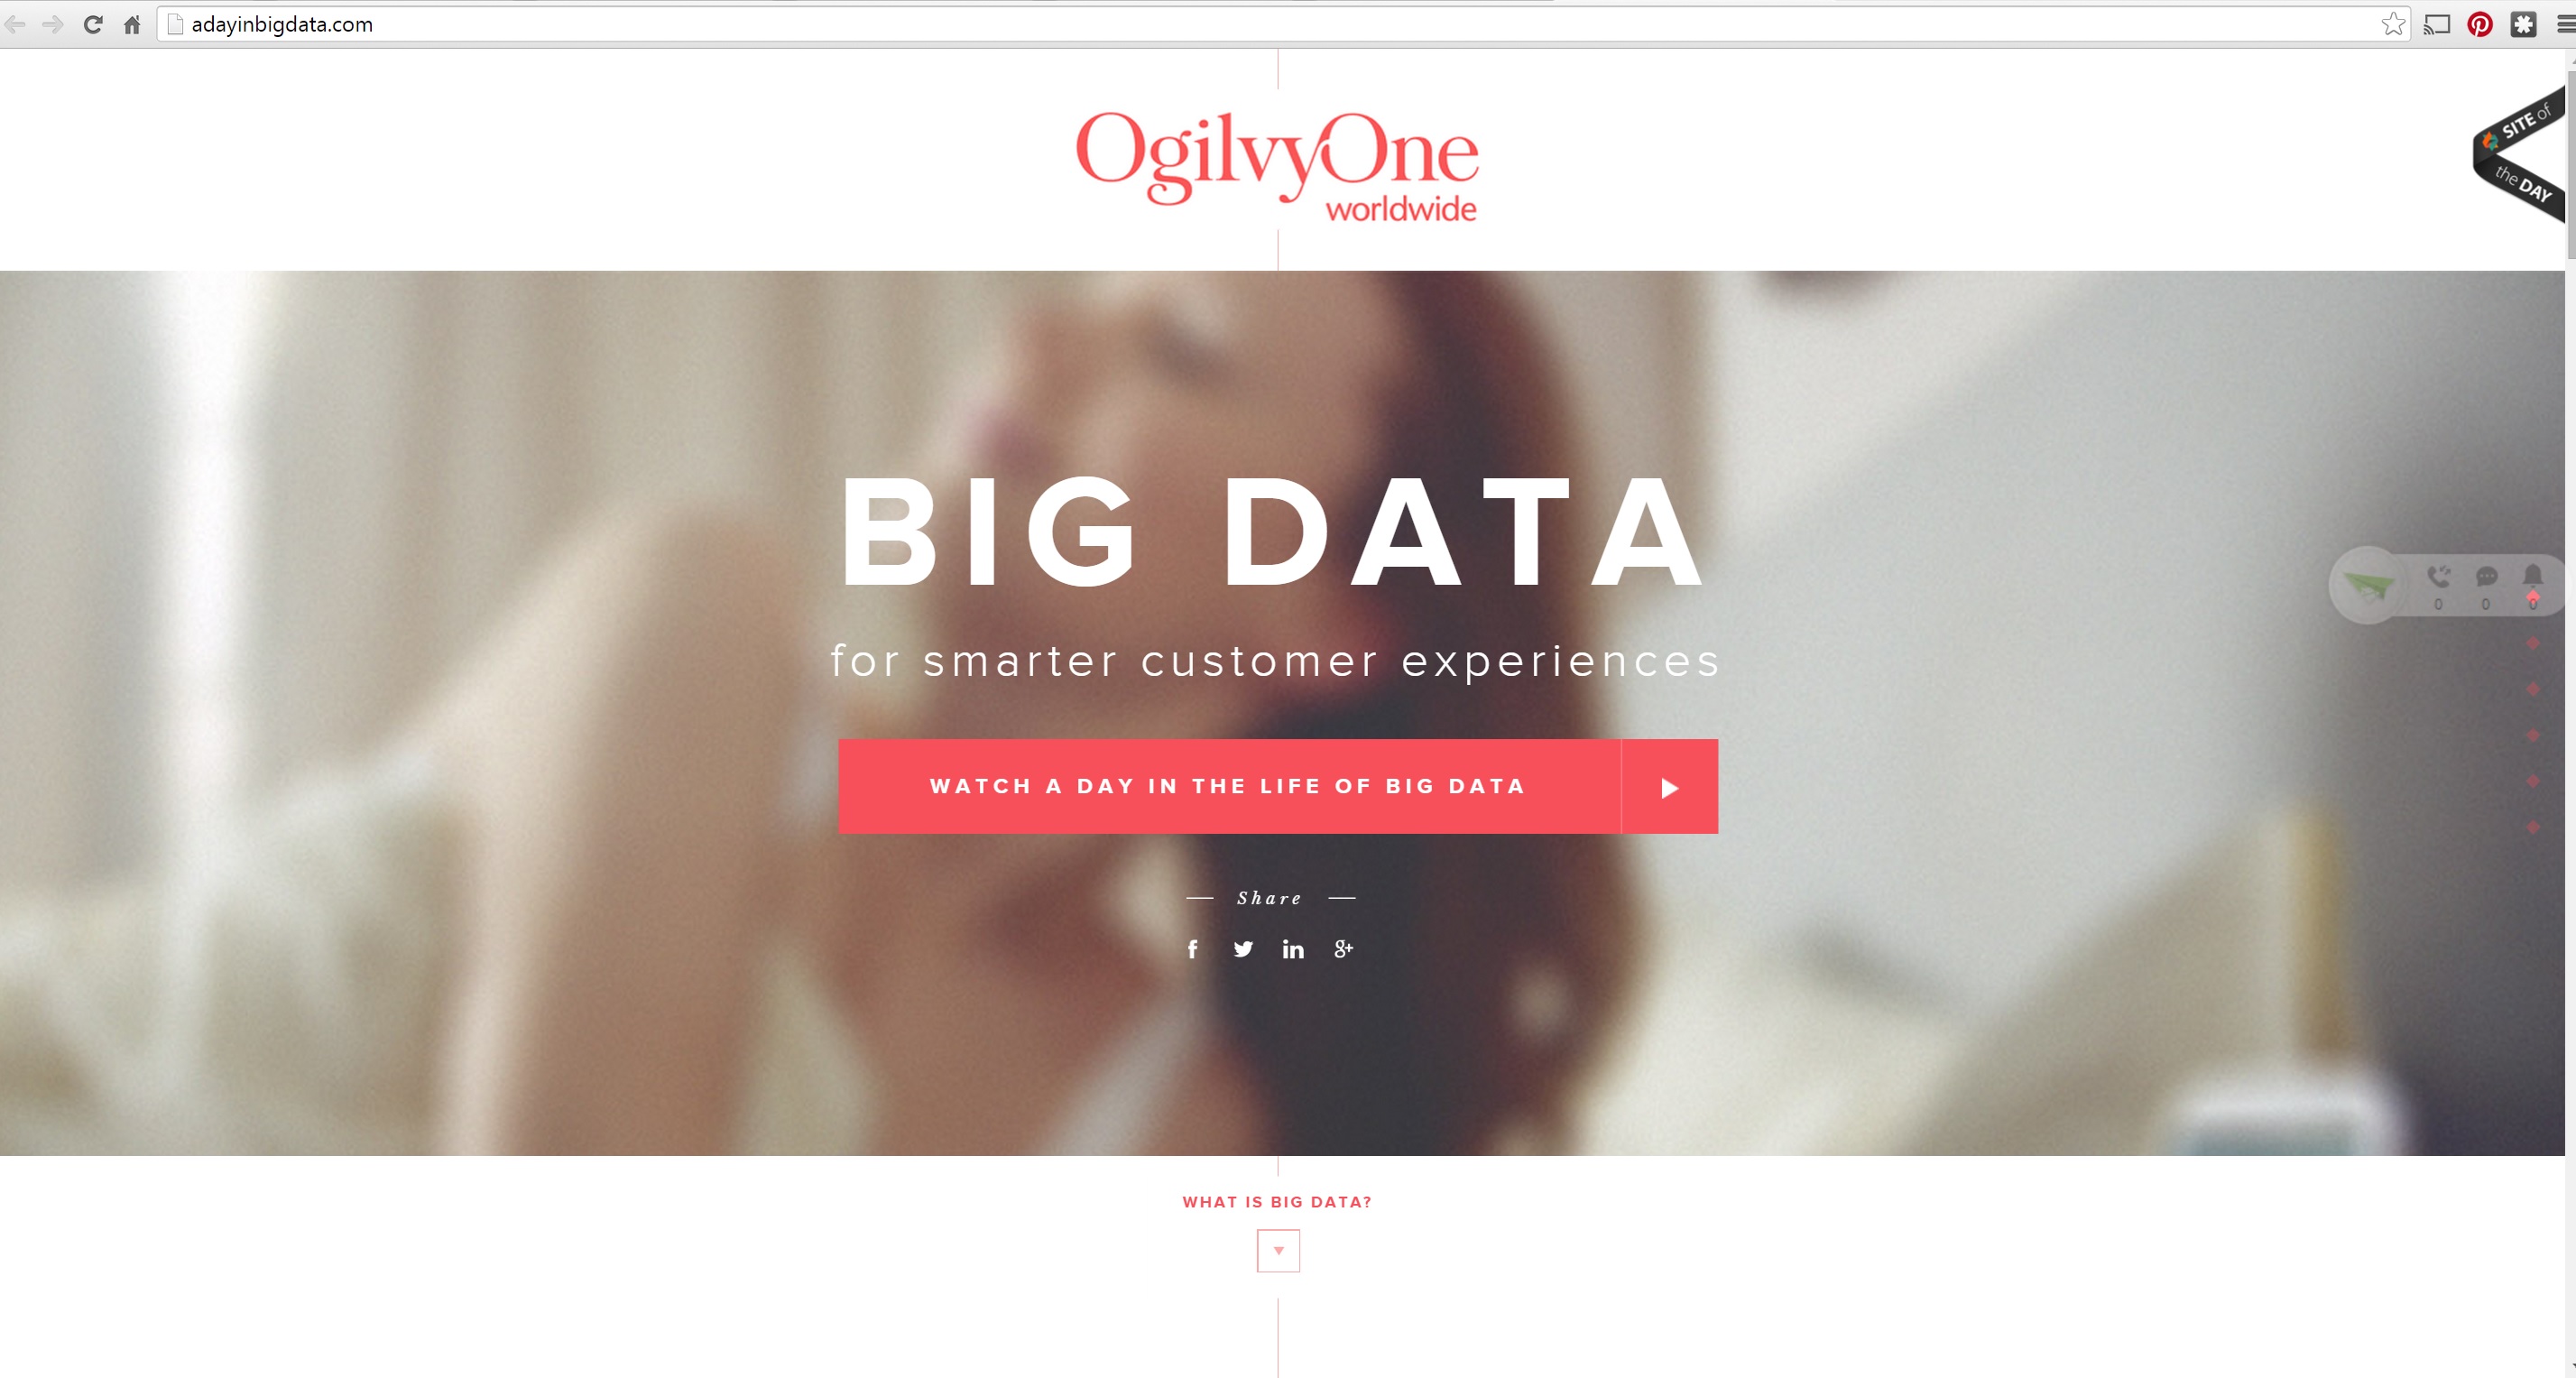 adayinbigdata.com
OgilvyOne
worldwide
SITE of
the DAY
BIG DATA
for smarter customer experiences
0 0 0
WATCH A DAY IN THE LIFE OF BIG DATA
Share
f in g+
WHAT IS BIG DATA?